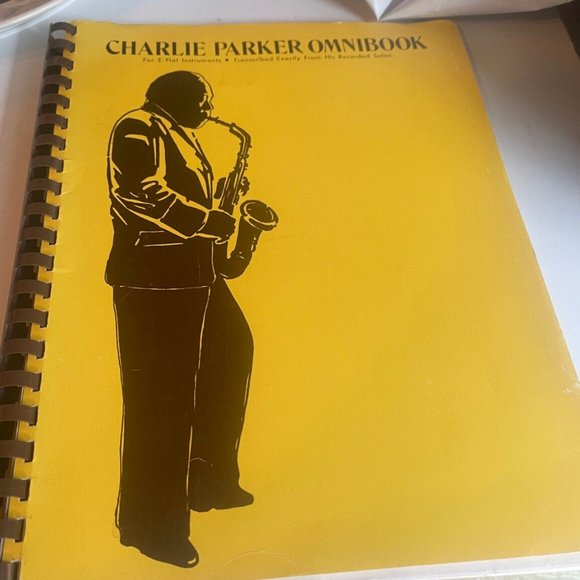 CHARLIE PARKER OMNIBOOK
For E Flat Instruments • Transcribed Exactly From His Recorded Solos